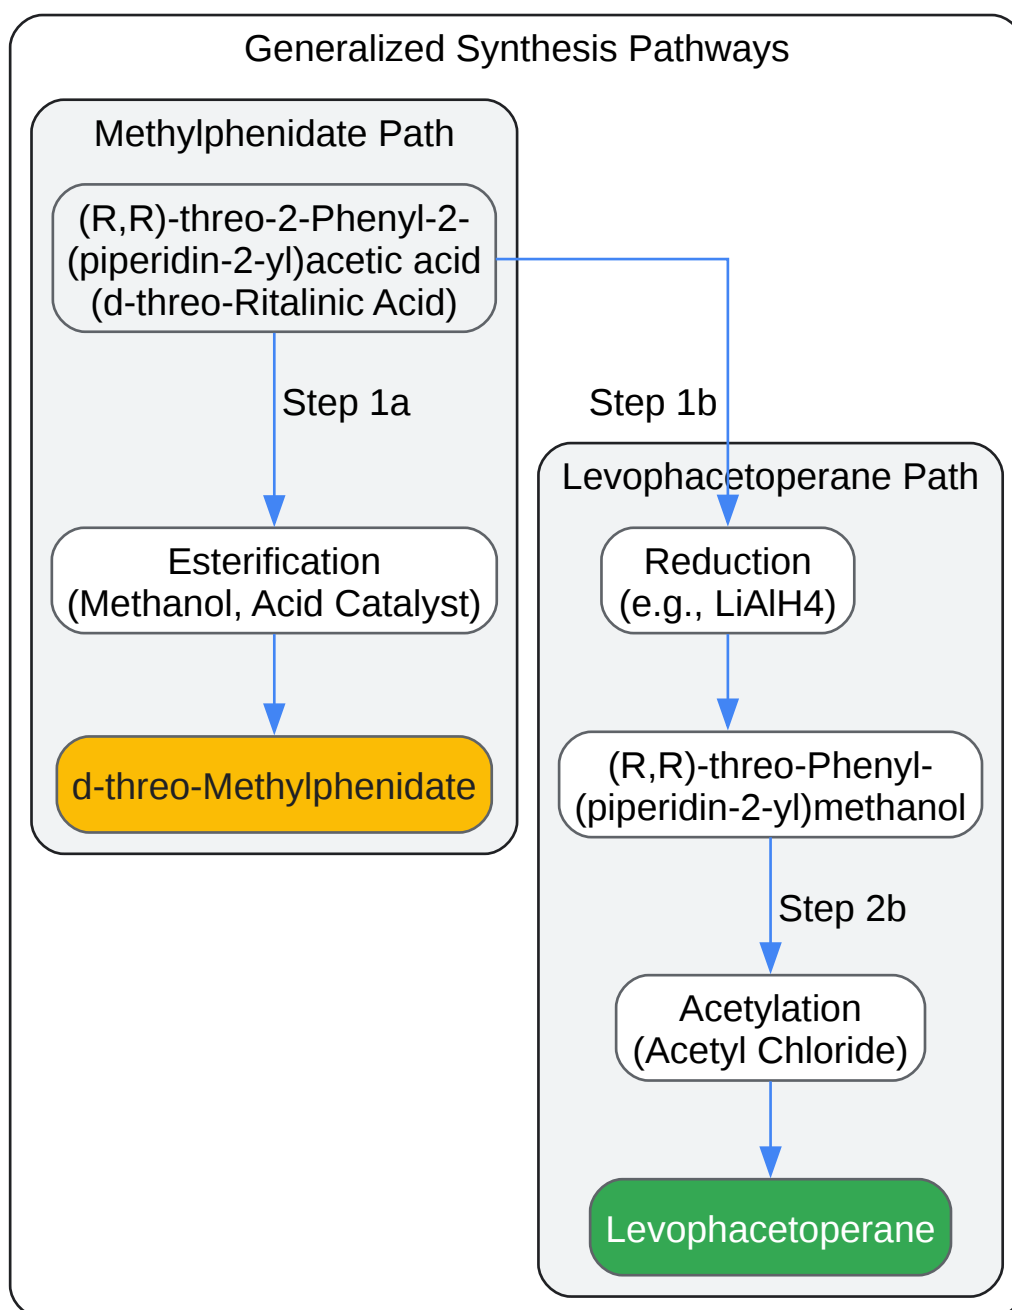 Generalized Synthesis Pathways
Methylphenidate Path
(R,R)-threo-2-Phenyl-2-
(piperidin-2-yl)acetic acid
(d-threo-Ritalinic Acid)
Step 1a
Step 1b
Levophacetoperane Path
Esterification
(Methanol, Acid Catalyst)
Reduction
(e.g., LiAlH4)
d-threo-Methylphenidate
(R,R)-threo-Phenyl-
(piperidin-2-yl)methanol
Step 2b
Acetylation
(Acetyl Chloride)
Levophacetoperane